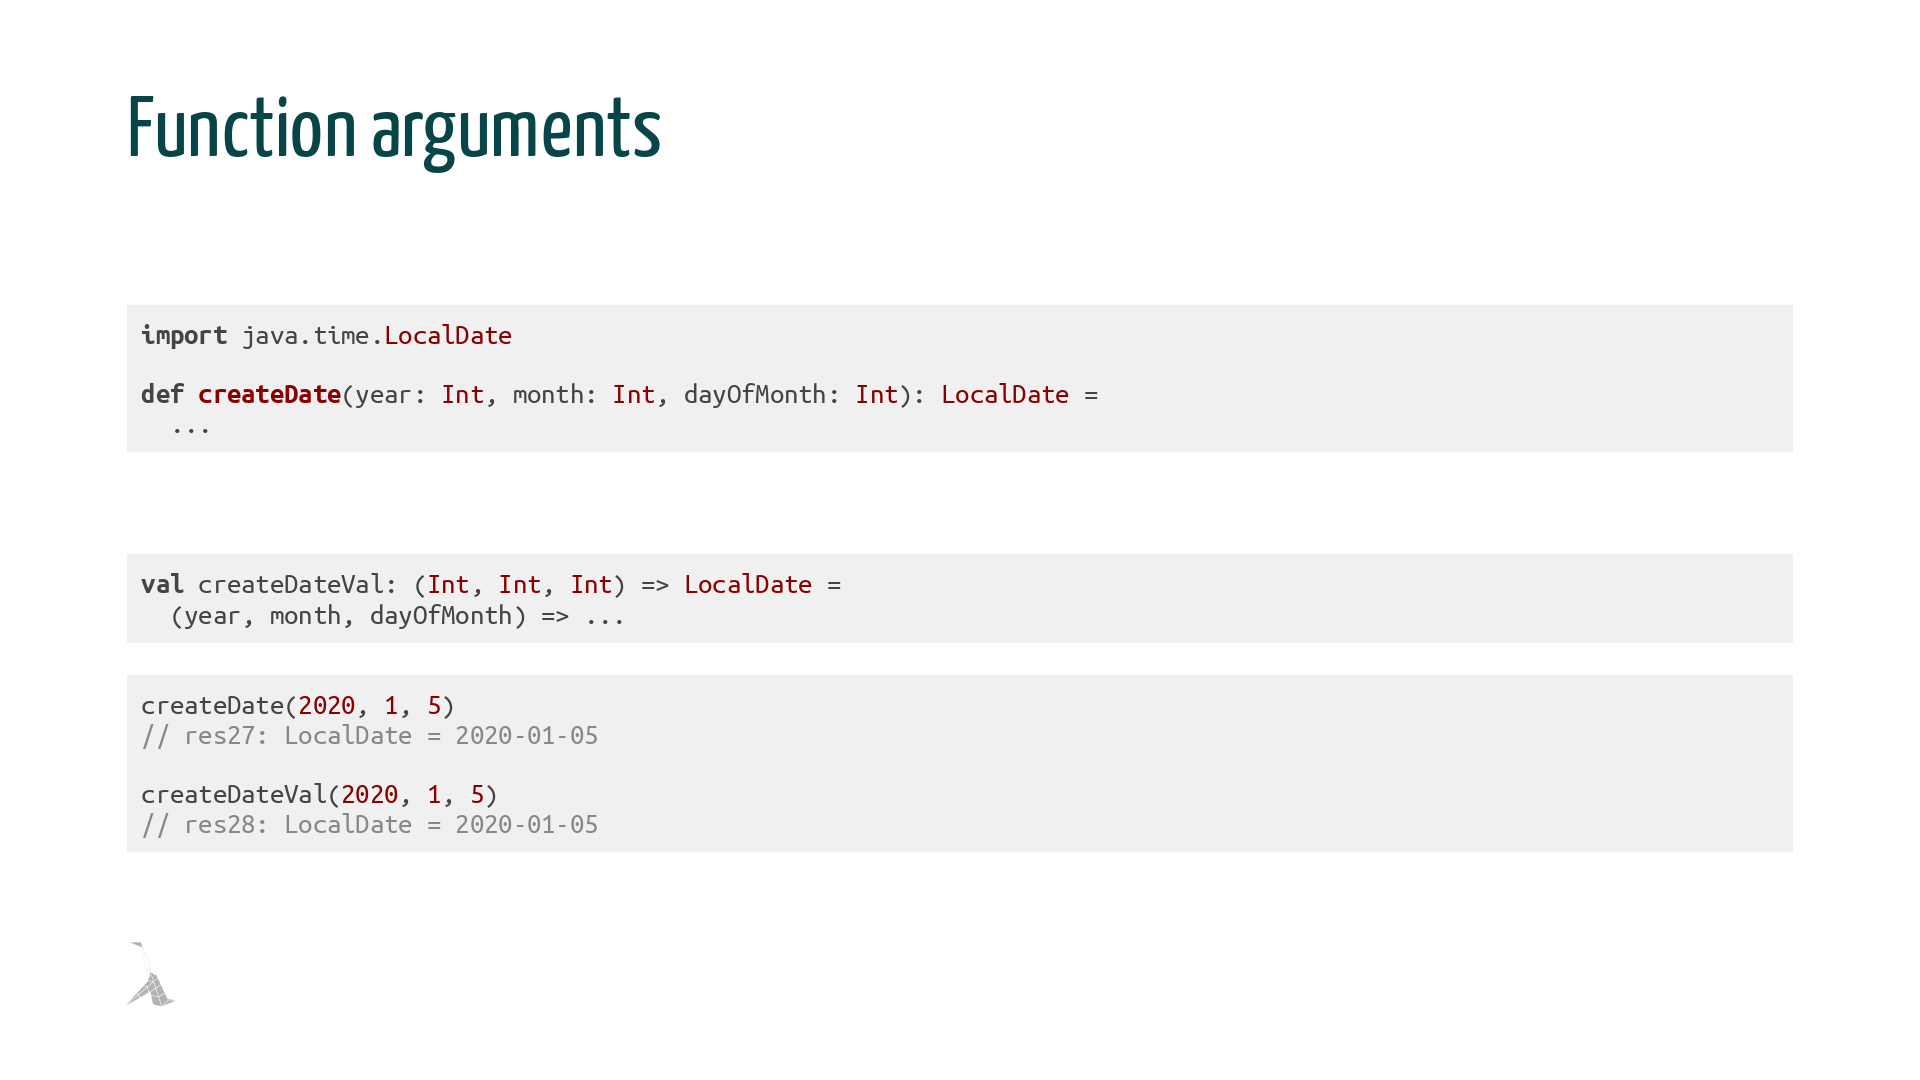 Function arguments
import java.time.LocalDate
def createDate(year: Int, month: Int, dayOfMonth: Int): LocalDate =
  ...
val createDateVal: (Int, Int, Int) => LocalDate =
  (year, month, dayOfMonth) => ...
createDate(2020, 1, 5)
// res27: LocalDate = 2020-01-05
createDateVal(2020, 1, 5)
// res28: LocalDate = 2020-01-05